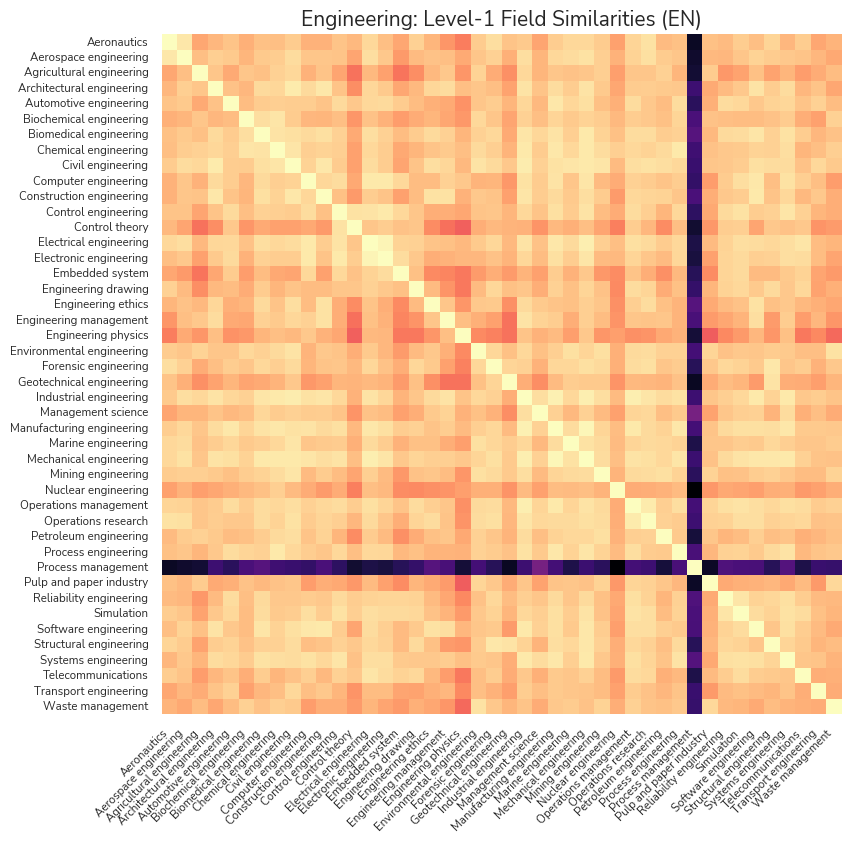 Engineering: Level-1 Field Similarities (EN)
Aeronautics
Aerospace engineering
Agricultural engineering
Architectural engineering
Automotive engineering
Biochemical engineering
Biomedical engineering
Chemical engineering
Civil engineering
Computer engineering
Construction engineering
Control engineering
Control theory
Electrical engineering
Electronic engineering
Embedded system
Engineering drawing
Engineering ethics
Engineering management
Engineering physics
Environmental engineering
Forensic engineering
Geotechnical engineering
Industrial engineering
Management science
Manufacturing engineering
Marine engineering
Mechanical engineering
Mining engineering
Nuclear engineering
Operations management
Operations research
Petroleum engineering
Process engineering
Process management
Pulp and paper industry
Reliability engineering
Simulation
Software engineering
Structural engineering
Systems engineering
Telecommunications
Transport engineering
Waste management
Aeronautics
Aerospace engineering
Agricultural engineering
Architectural engineering
Automotive engineering
Biochemical engineering
Biomedical engineering
Chemical engineering
Civil engineering
Computer engineering
Construction engineering
Control engineering
Control theory
Electrical engineering
Electronic engineering
Embedded system
Engineering drawing
Engineering ethics
Engineering management
Engineering physics
Environmental engineering
Forensic engineering
Geotechnical engineering
Industrial engineering
Management science
Manufacturing engineering
Marine engineering
Mechanical engineering
Mining engineering
Nuclear engineering
Operations management
Operations research
Petroleum engineering
Process engineering
Process management
Pulp and paper industry
Reliability engineering
Simulation
Software engineering
Structural engineering
Systems engineering
Telecommunications
Transport engineering
Waste management